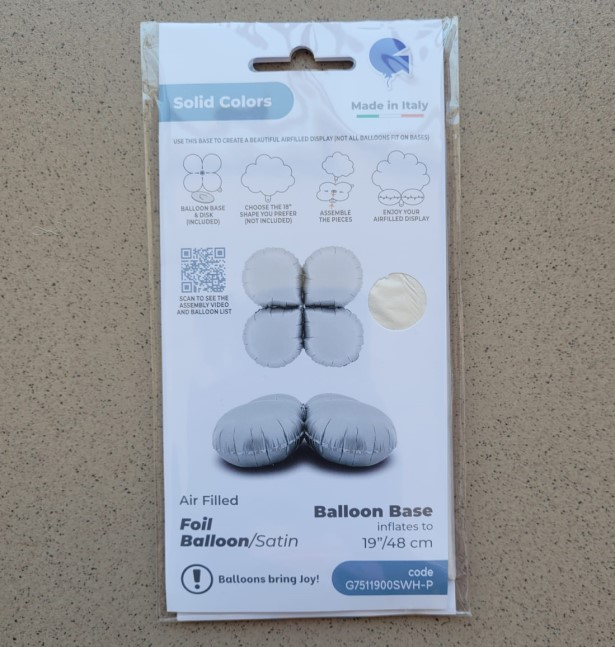 Solid Colors
Made in Italy
USE THIS BASE TO CREATE A BEAUTIFUL AIRFILLED DISPLAY (NOT ALL BALLOONS FIT ON BASES)
BALLOON BASE
& DISK
(INCLUDED)
CHOOSE THE 18"
SHAPE YOU PREFER
(NOT INCLUDED)
ASSEMBLE
THE PIECES
ENJOY YOUR
AIRFILLED DISPLAY
SCAN TO SEE THE
ASSEMBLY VIDEO
AND BALLOON LIST
Air Filled
Foil
Balloon/Satin
Balloon Base
inflates to
19"/48 cm
Balloons bring Joy!
code
G7511900SWH-P